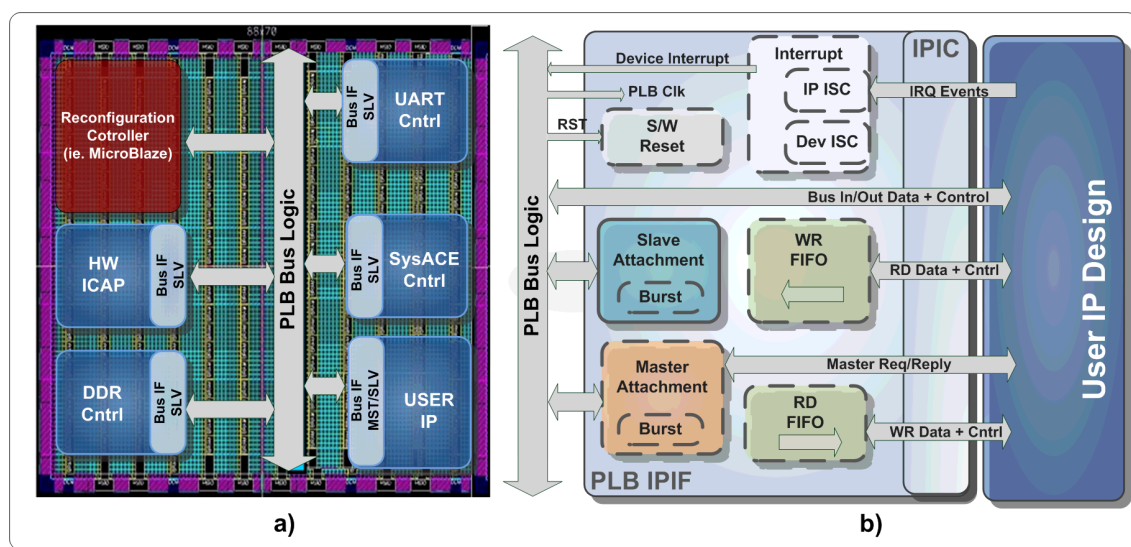 88x70
Reconfiguration
Cotroller
(ie. MicroBlaze)
HW
ICAP
Bus IF
SLV
DDR
Cntrl
Bus IF
SLV
PLB Bus Logic
Bus IF
SLV
UART
Cntrl
Bus IF
SLV
SysACE
Cntrl
Bus IF
MST/SLV
USER
IP
a)
PLB Bus Logic
Device Interrupt
PLB Clk
RST
S/W
Reset
Interrupt
IP ISC
Dev ISC
IPIC
IRQ Events
Bus In/Out Data + Control
Slave
Attachment
Burst
WR
FIFO
RD Data + Cntrl
Master
Attachment
Burst
Master Req/Reply
RD
FIFO
WR Data + Cntrl
PLB IPIF
User IP Design
b)